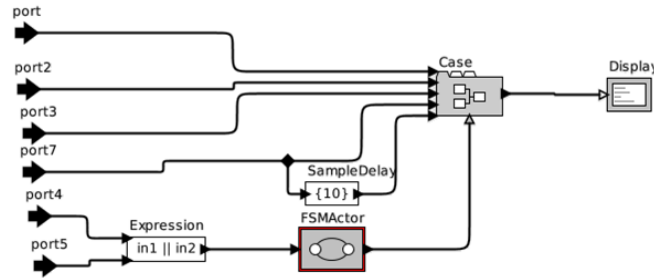 port
port2
port3
port7
port4
port5
Expression
in1 || in2
SampleDelay
{10}
FSMActor
Case
Display